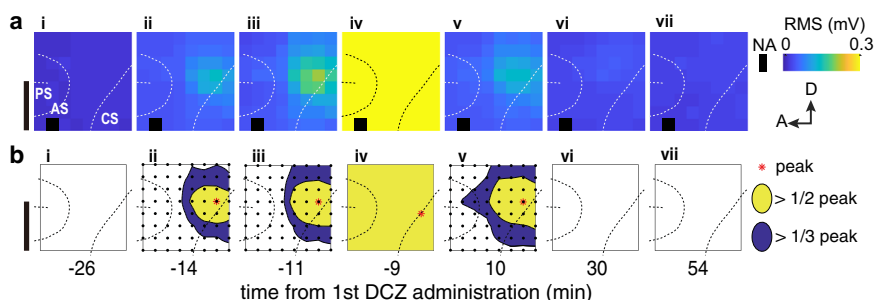 a i ii iii iv v vi vii RMS (mV)
NA 0 0.3
PS
AS
CS
D
A
b i ii iii iv v vi vii
peak
> 1/2 peak
> 1/3 peak
-26 -14 -11 -9 10 30 54
time from 1st DCZ administration (min)